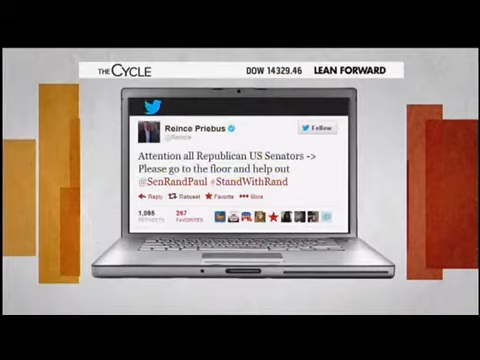 THE CYCLE
DOW 14329.46
LEAN FORWARD
Reince Priebus
@Reince
Follow
Attention all Republican US Senators ->
Please go to the floor and help out
@SenRandPaul #StandWithRand
Reply Retweet Favorite More
1,085 267
RETWEETS FAVORITES